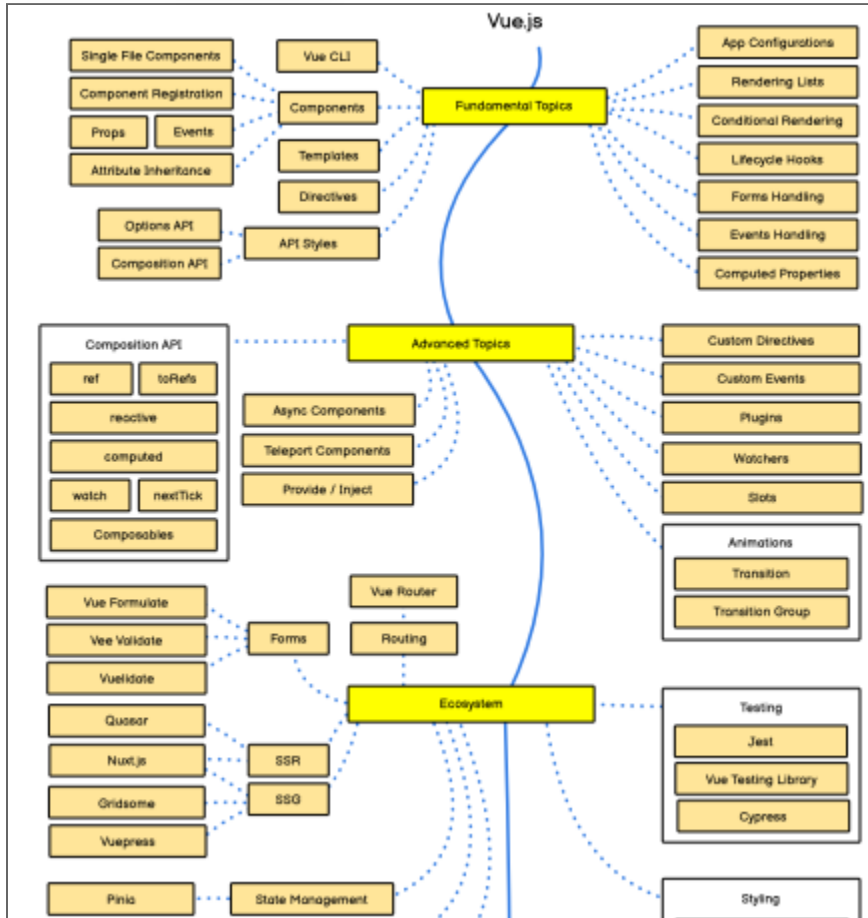 Vue.js
Single File Components
Vue CLI
App Configurations
Component Registration
Components
Fundamental Topics
Rendering Lists
Props
Events
Conditional Rendering
Attribute Inheritance
Templates
Lifecycle Hooks
Directives
Forms Handling
Options API
API Styles
Events Handling
Composition API
Computed Properties
Composition API
Advanced Topics
Custom Directives
ref
toRefs
Custom Events
reactive
Async Components
Plugins
computed
Teleport Components
Watchers
watch
nextTick
Provide / Inject
Slots
Composables
Animations
Transition
Transition Group
Vue Formulate
Vue Router
Vee Validate
Forms
Routing
Vuelidate
Ecosystem
Testing
Quasar
Jest
Nuxt.js
SSR
Vue Testing Library
Gridsome
SSG
Cypress
Vuepress
Pinia
State Management
Styling